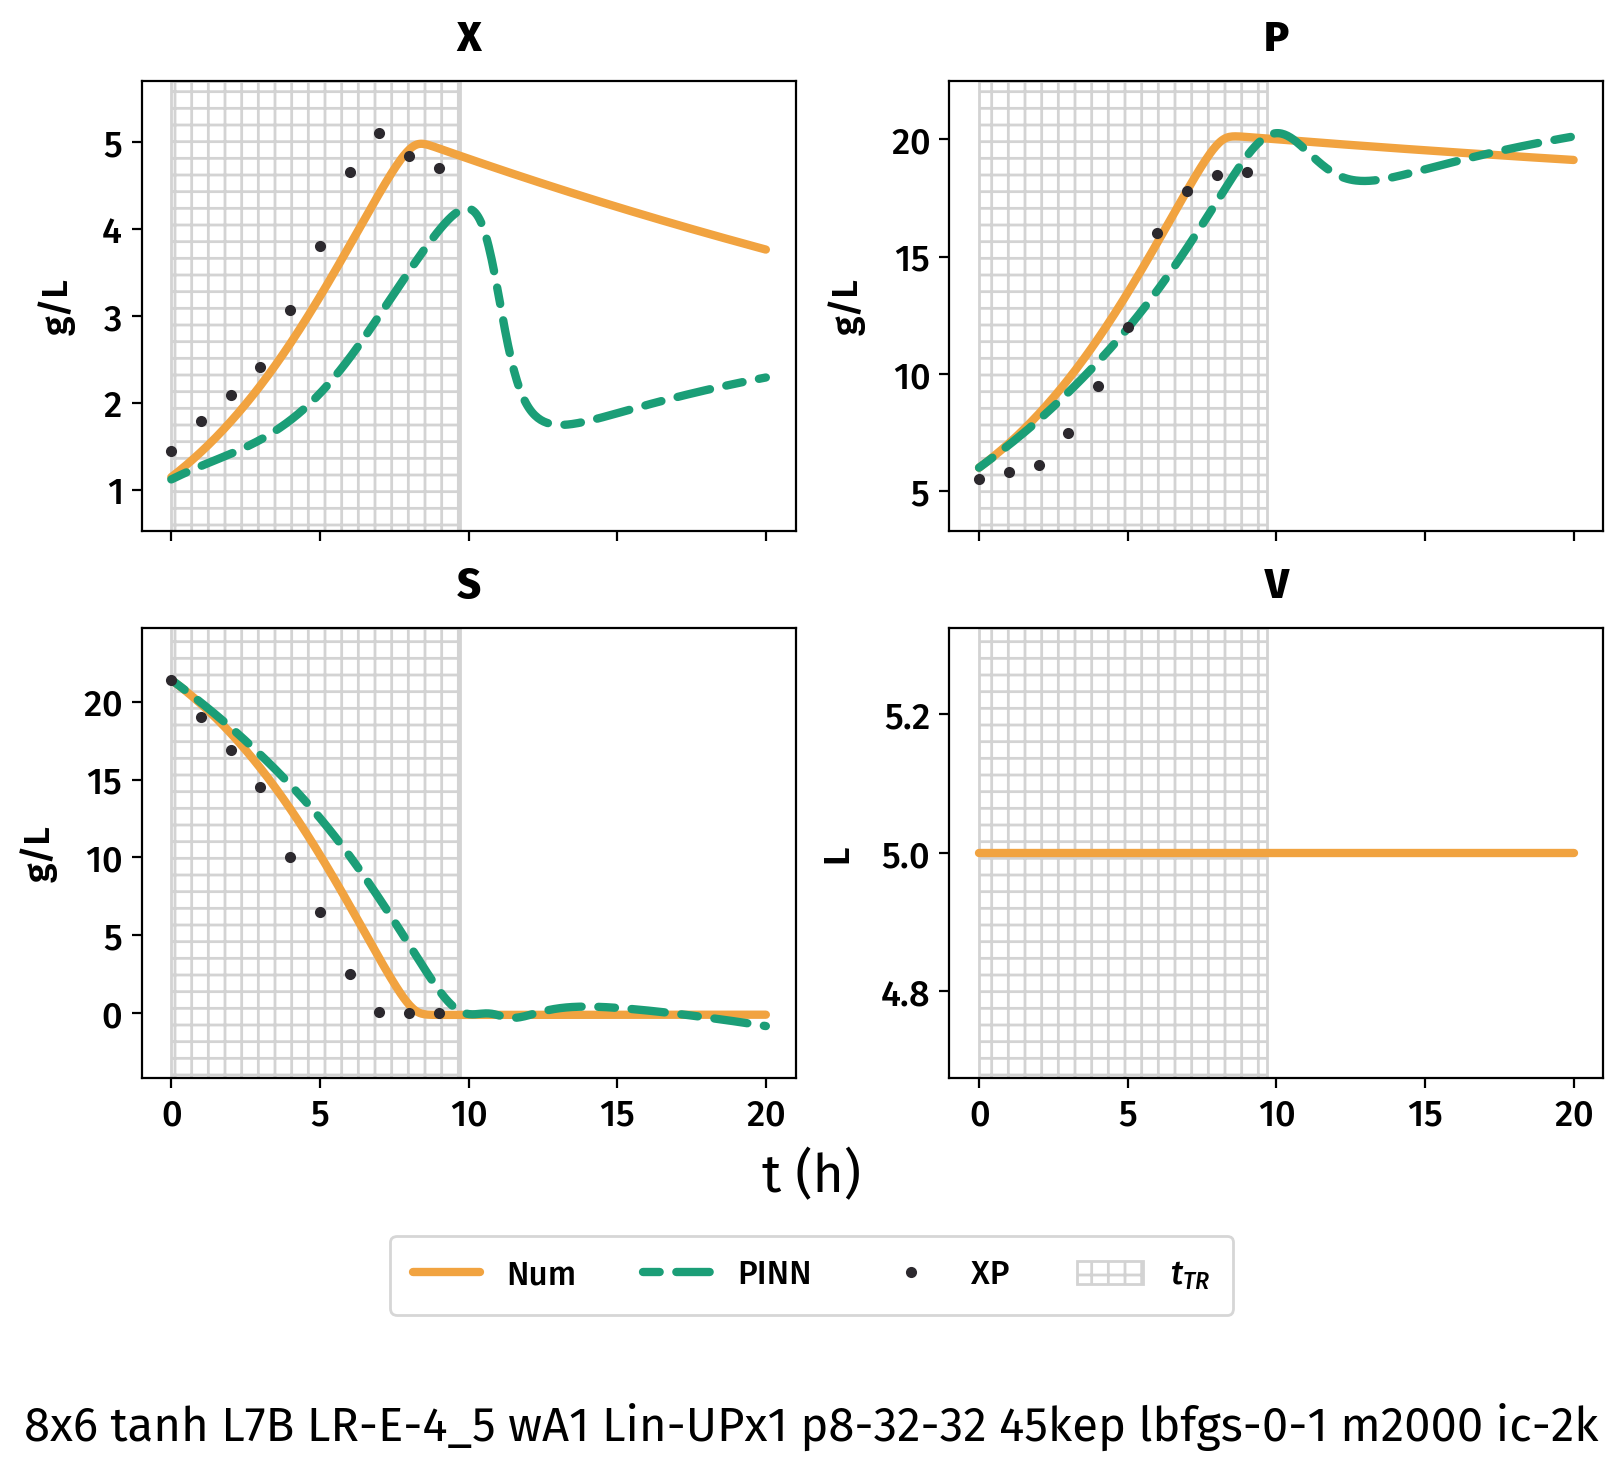 X
P
g/L
5
4
3
2
1
g/L
20
15
10
5
S
V
g/L
20
15
10
5
0
L
5.2
5.0
4.8
0 5 10 15 20
0 5 10 15 20
t (h)
Num PINN XP t_TR
8x6 tanh L7B LR-E-4_5 wA1 Lin-UPx1 p8-32-32 45kep lbfgs-0-1 m2000 ic-2k